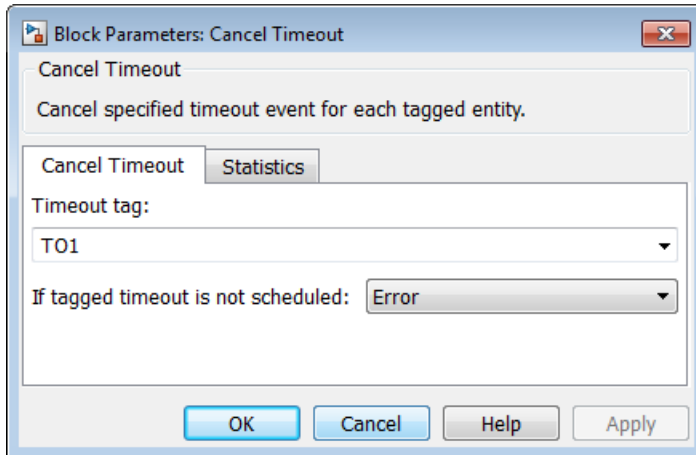 Block Parameters: Cancel Timeout
Cancel Timeout
Cancel specified timeout event for each tagged entity.
Cancel Timeout Statistics
Timeout tag:
TO1
If tagged timeout is not scheduled: Error
OK Cancel Help Apply